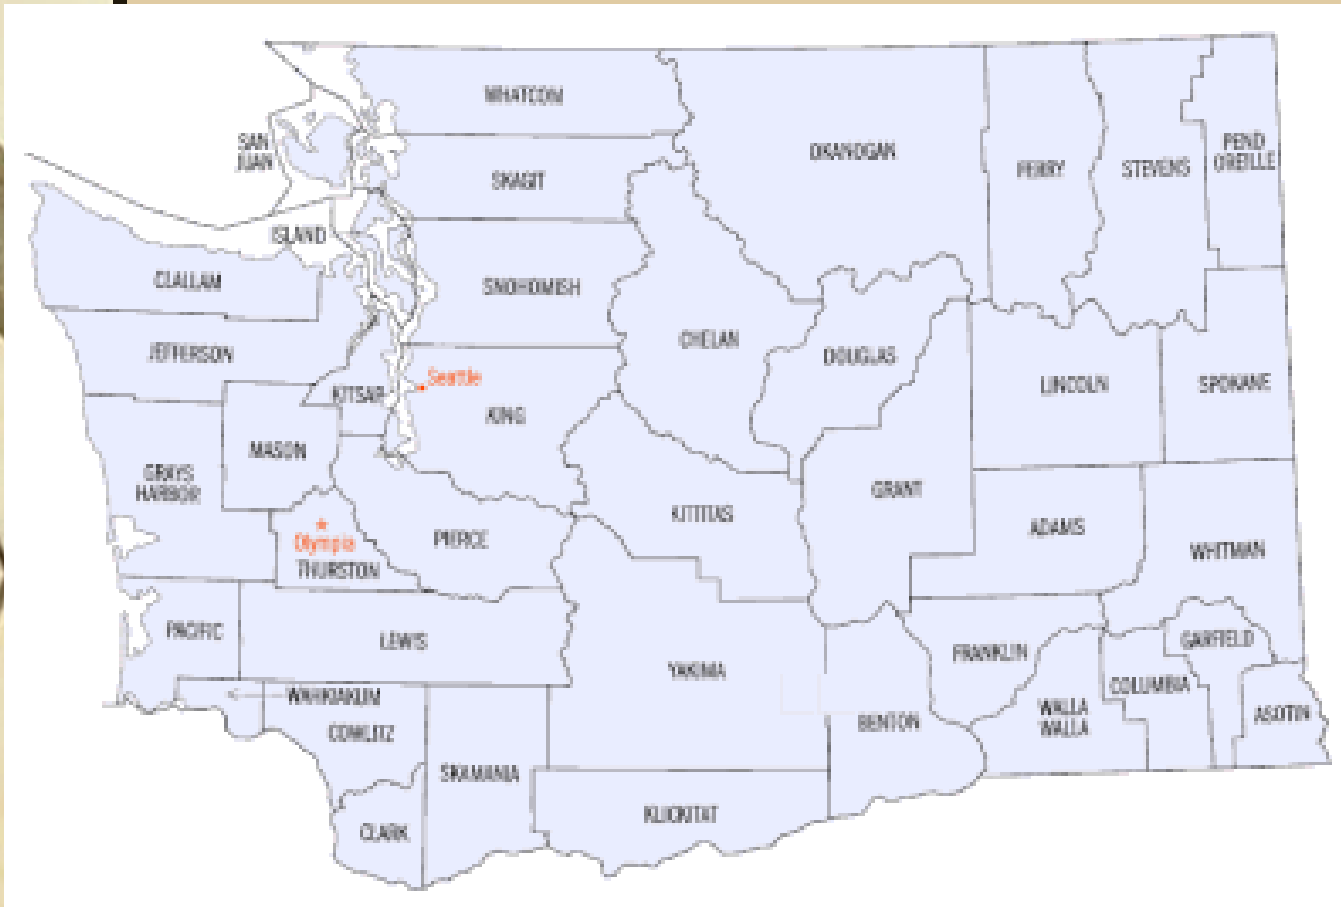 WHATCOM
OKANOGAN
SAN
JUAN
PEND
OREILLE
FERRY
STEVENS
SKAGIT
ISLAND
CLALLAM
SNOHOMISH
CHELAN
JEFFERSON
DOUGLAS
Seattle
KITSAP
LINCOLN
SPOKANE
KING
MASON
GRAYS
HARBOR
GRANT
KITTITAS
ADAMS
Olympia
PIERCE
WHITMAN
THURSTON
PACIFIC
LEWIS
GARFIELD
FRANKLIN
YAKIMA
COLUMBIA
WAHKIAKUM
WALLA
WALLA
ASOTIN
BENTON
COWLITZ
SKAMANIA
KLICKITAT
CLARK